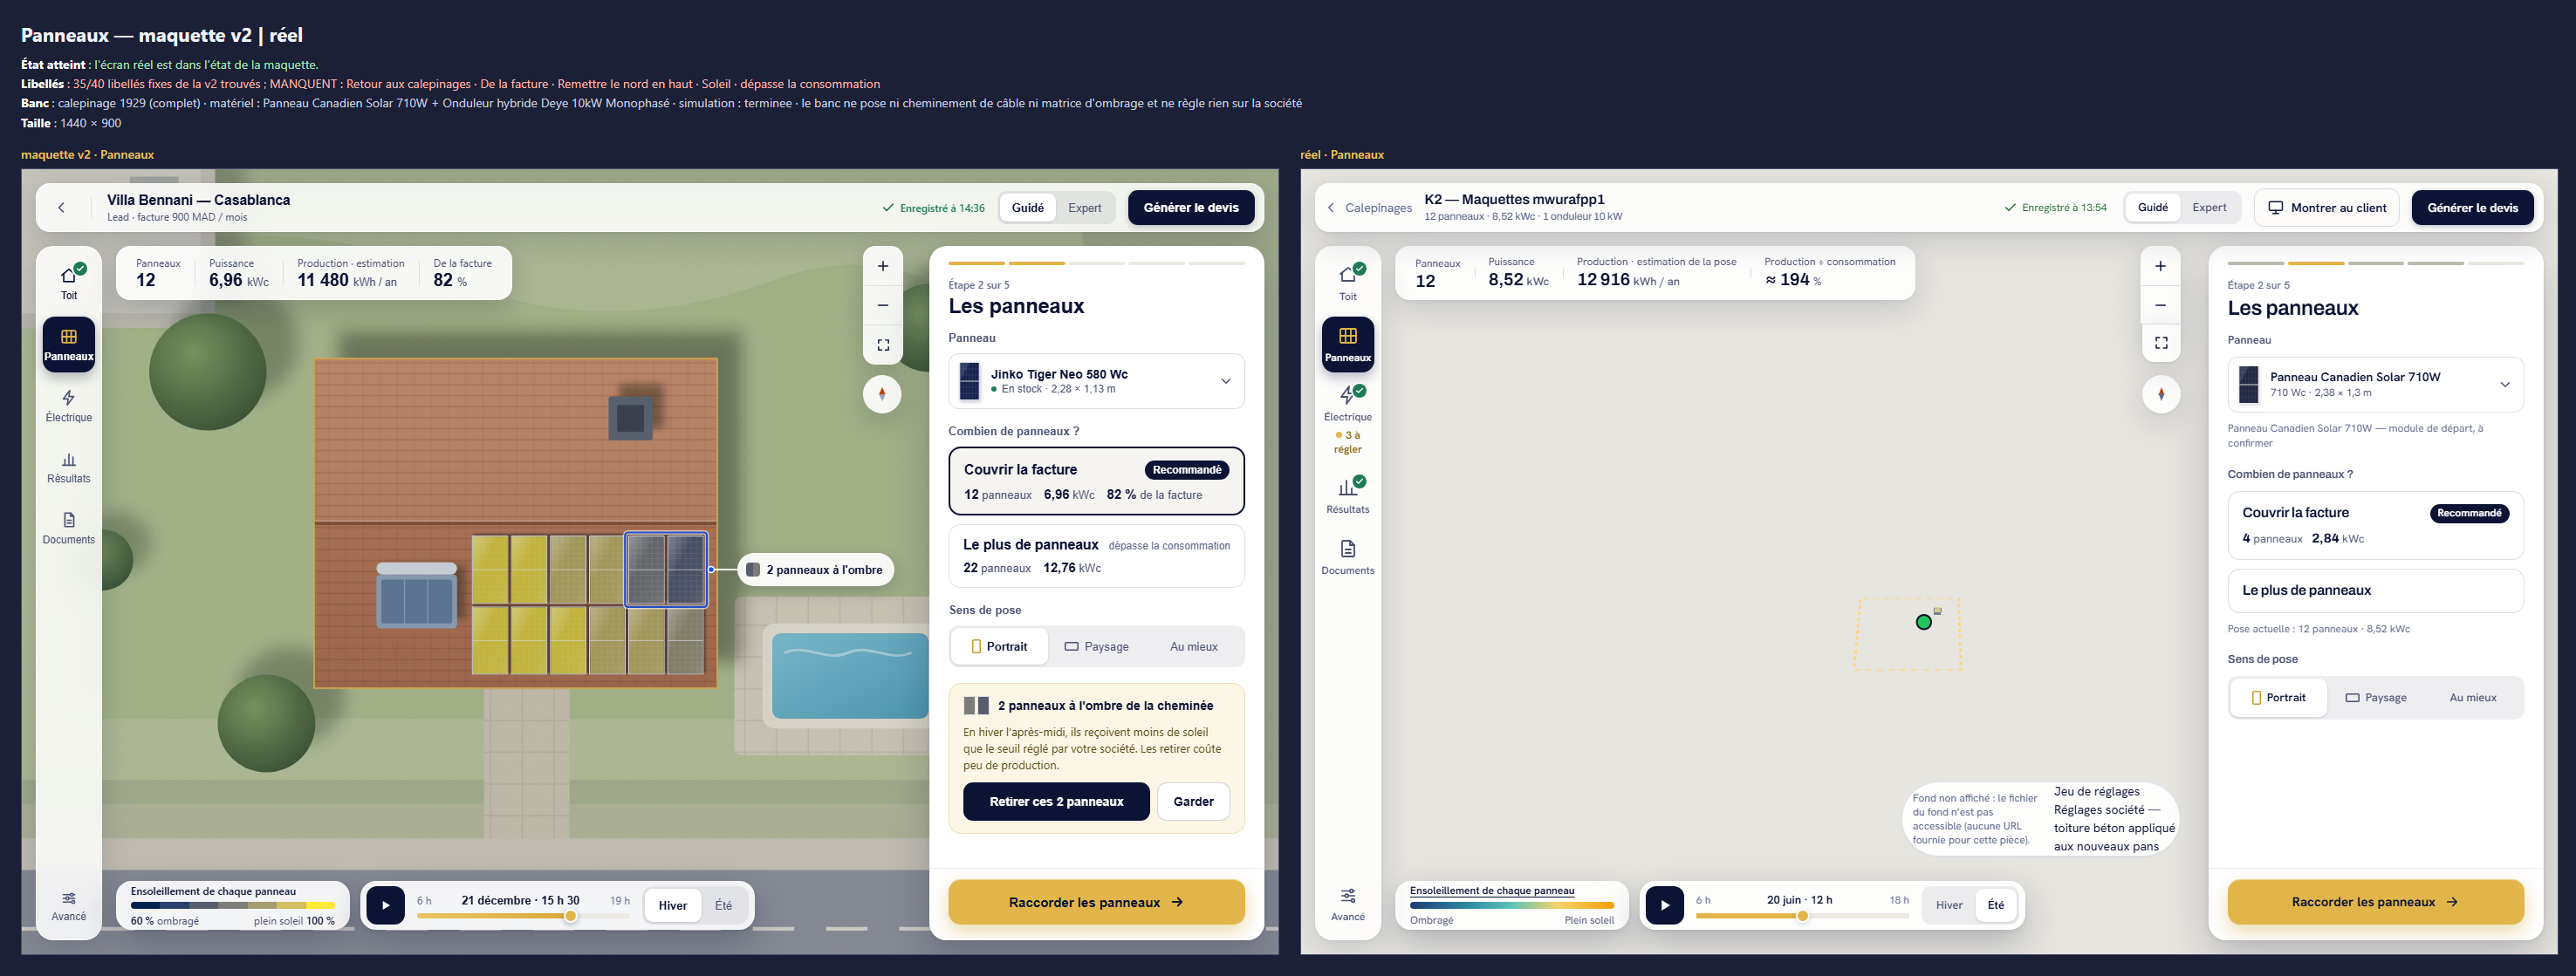 Panneaux — maquette v2 | réel
État atteint : l'écran réel est dans l'état de la maquette.
Libellés : 35/40 libellés fixes de la v2 trouvés ; MANQUENT : Retour aux calepinages · De la facture · Remettre le nord en haut · Soleil · dépasse la consommation
Banc : calepinage 1929 (complet) · matériel : Panneau Canadien Solar 710W + Onduleur hybride Deye 10kW Monophasé · simulation : terminee · le banc ne pose ni cheminement de câble ni matrice d'ombrage et ne règle rien sur la société
Taille : 1440 × 900
maquette v2 · Panneaux
Villa Bennani — Casablanca
Lead · facture 900 MAD / mois
Enregistré à 14:36
Guidé
Expert
Générer le devis
Toit
Panneaux
Électrique
Résultats
Documents
Avancé
Panneaux
12
Puissance
6,96 kWc
Production · estimation
11 480 kWh / an
De la facture
82 %
2 panneaux à l'ombre
Étape 2 sur 5
Les panneaux
Panneau
Jinko Tiger Neo 580 Wc
En stock · 2,28 × 1,13 m
Combien de panneaux ?
Couvrir la facture
Recommandé
12 panneaux 6,96 kWc 82 % de la facture
Le plus de panneaux
dépasse la consommation
22 panneaux 12,76 kWc
Sens de pose
Portrait
Paysage
Au mieux
2 panneaux à l'ombre de la cheminée
En hiver l'après-midi, ils reçoivent moins de soleil
que le seuil réglé par votre société. Les retirer coûte
peu de production.
Retirer ces 2 panneaux
Garder
Raccorder les panneaux →
Ensoleillement de chaque panneau
60 % ombragé
plein soleil 100 %
6 h
21 décembre · 15 h 30
19 h
Hiver
Été
réel · Panneaux
Calepinages
K2 — Maquettes mwurafpp1
12 panneaux · 8,52 kWc · 1 onduleur 10 kW
Enregistré à 13:54
Guidé
Expert
Montrer au client
Générer le devis
Toit
Panneaux
Électrique
3 à
régler
Résultats
Documents
Avancé
Panneaux
12
Puissance
8,52 kWc
Production · estimation de la pose
12 916 kWh / an
Production ÷ consommation
≈ 194 %
Étape 2 sur 5
Les panneaux
Panneau
Panneau Canadien Solar 710W
710 Wc · 2,38 × 1,3 m
Panneau Canadien Solar 710W — module de départ, à
confirmer
Combien de panneaux ?
Couvrir la facture
Recommandé
4 panneaux 2,84 kWc
Le plus de panneaux
Pose actuelle : 12 panneaux · 8,52 kWc
Sens de pose
Portrait
Paysage
Au mieux
Fond non affiché : le fichier
du fond n'est pas
accessible (aucune URL
fournie pour cette pièce).
Jeu de réglages
Réglages société —
toiture béton appliqué
aux nouveaux pans
Raccorder les panneaux →
Ensoleillement de chaque panneau
Ombragé
Plein soleil
6 h
20 juin · 12 h
18 h
Hiver
Été